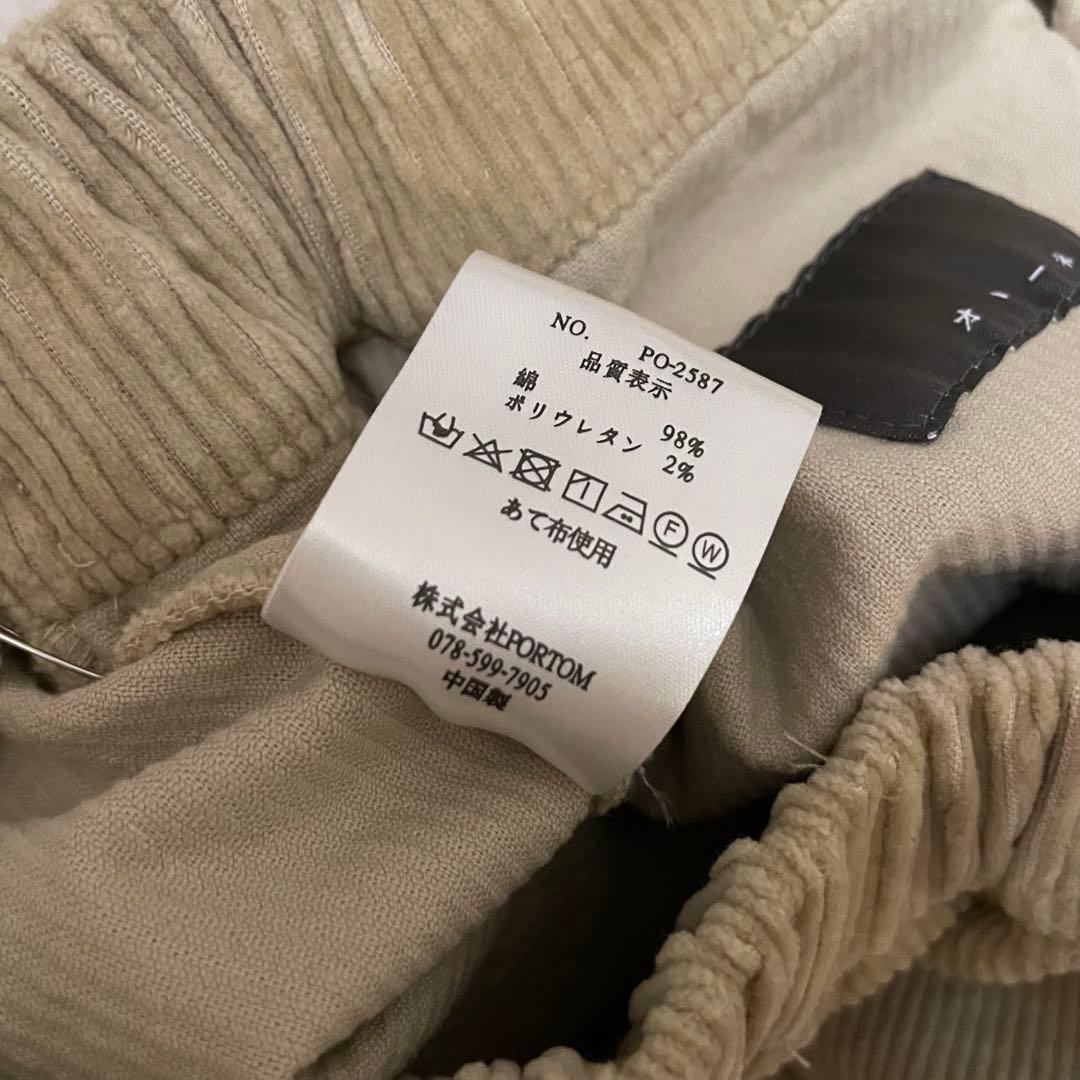 NO. PO-2587
品質表示
綿 98%
ポリウレタン 2%
F W
あて布使用
株式会社PORTOM
078-599-7905
中国製